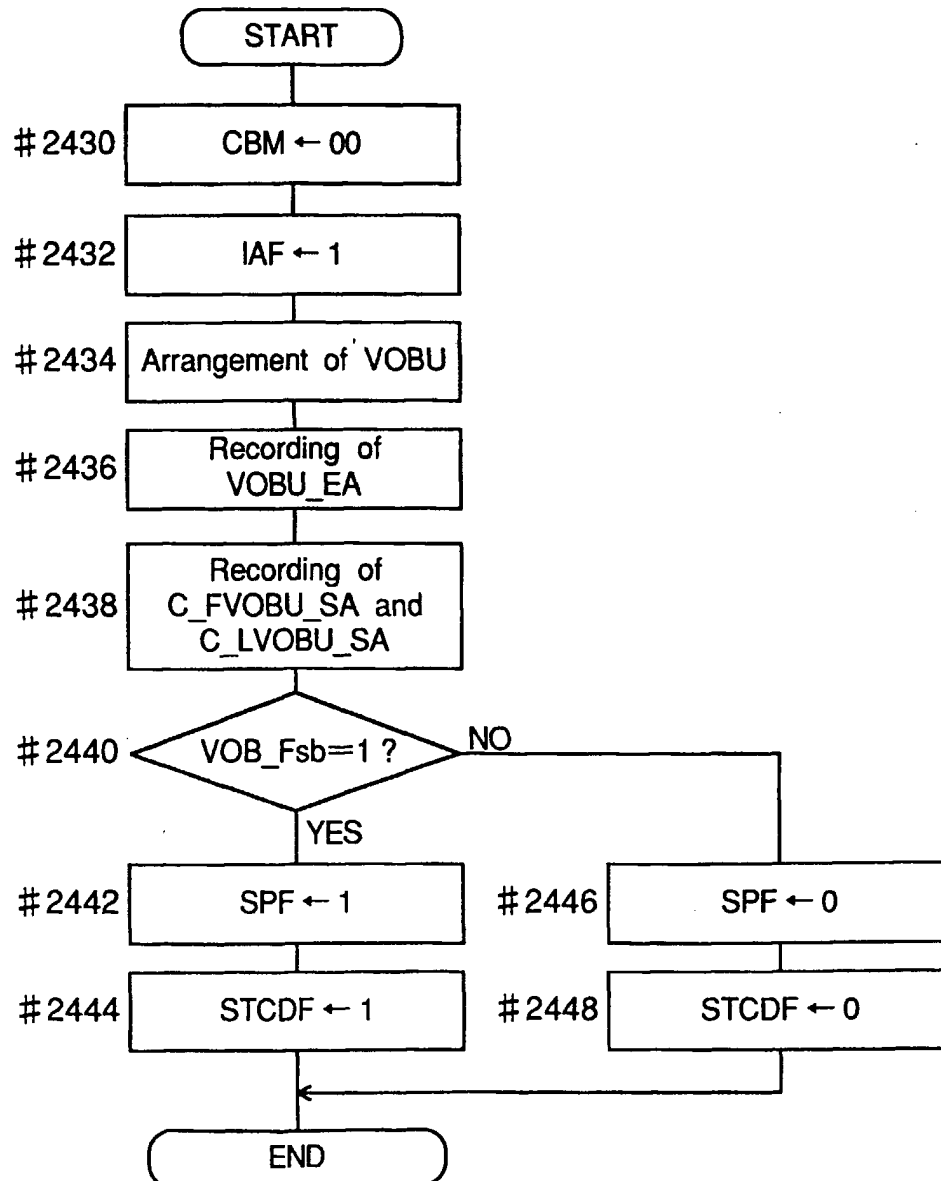 START
#2430
CBM ← 00
#2432
IAF ← 1
#2434
Arrangement of VOBU
#2436
Recording of
VOBU_EA
#2438
Recording of
C_FVOBU_SA and
C_LVOBU_SA
#2440
VOB_Fsb=1 ?
NO
YES
#2442
SPF ← 1
#2446
SPF ← 0
#2444
STCDF ← 1
#2448
STCDF ← 0
END